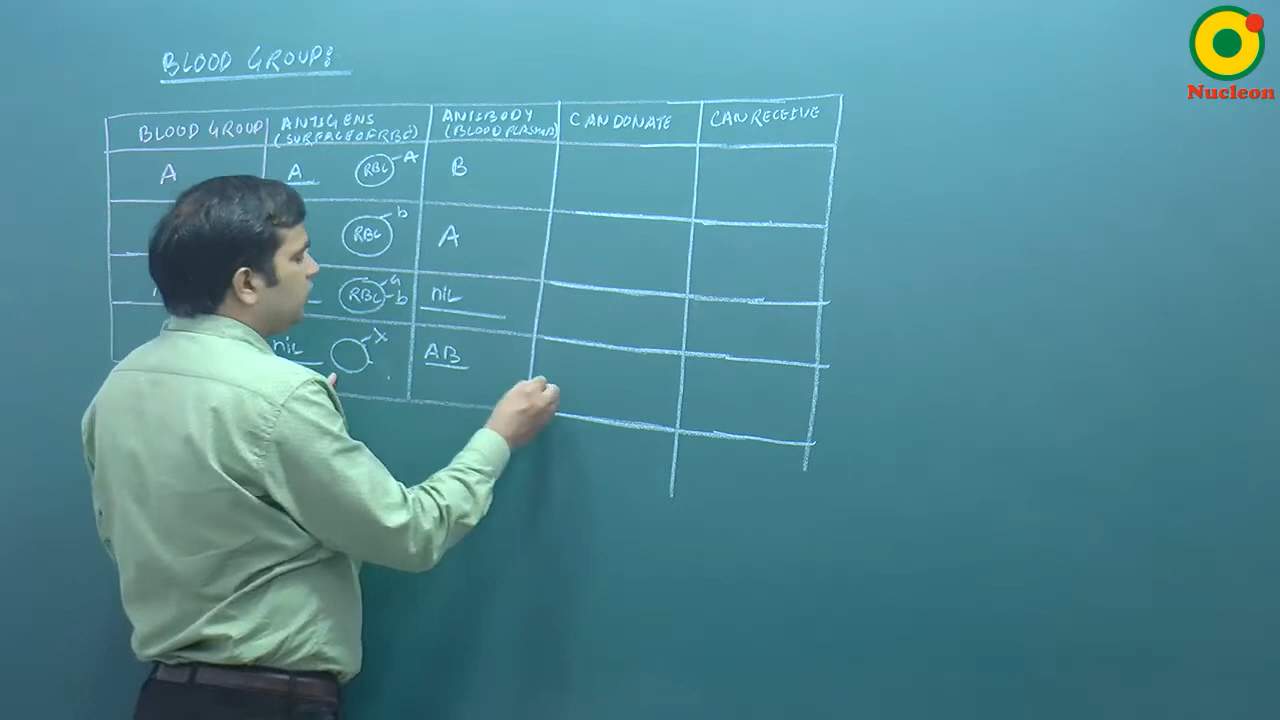 Nucleon
BLOOD GROUP:
BLOOD GROUP
ANTIGENS
(SURFACE OF RBC)
ANTIBODY
(BLOOD PLASMA)
CAN DONATE
CAN RECEIVE
A
A
RBC A
B
RBC b
A
RBC a
b
nil
nil
X
AB